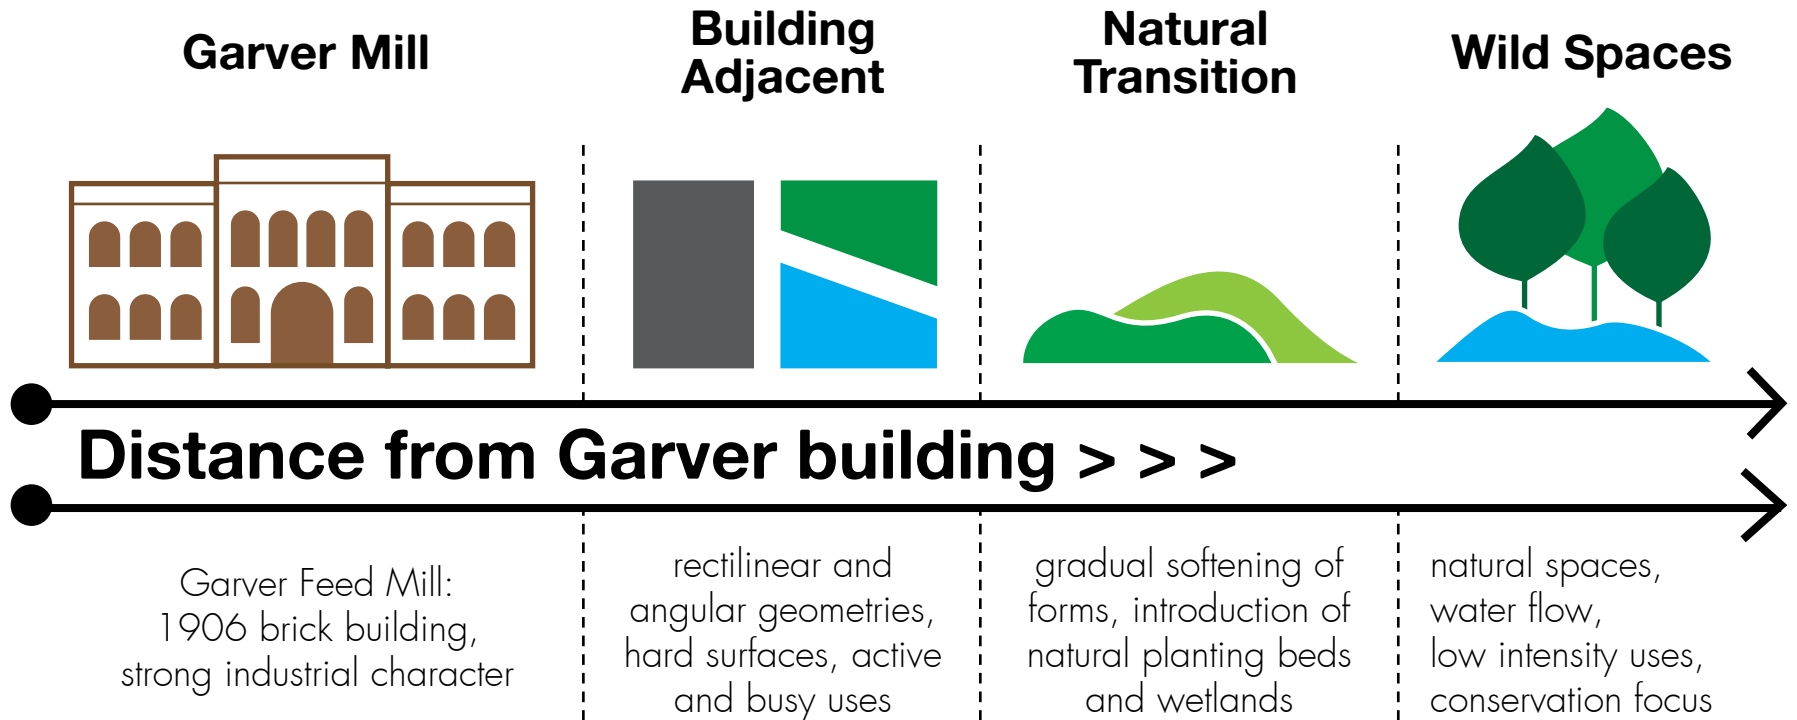 Garver Mill
Building
Adjacent
Natural
Transition
Wild Spaces
Distance from Garver building > > >
Garver Feed Mill:
1906 brick building,
strong industrial character
rectilinear and
angular geometries,
hard surfaces, active
and busy uses
gradual softening of
forms, introduction of
natural planting beds
and wetlands
natural spaces,
water flow,
low intensity uses,
conservation focus